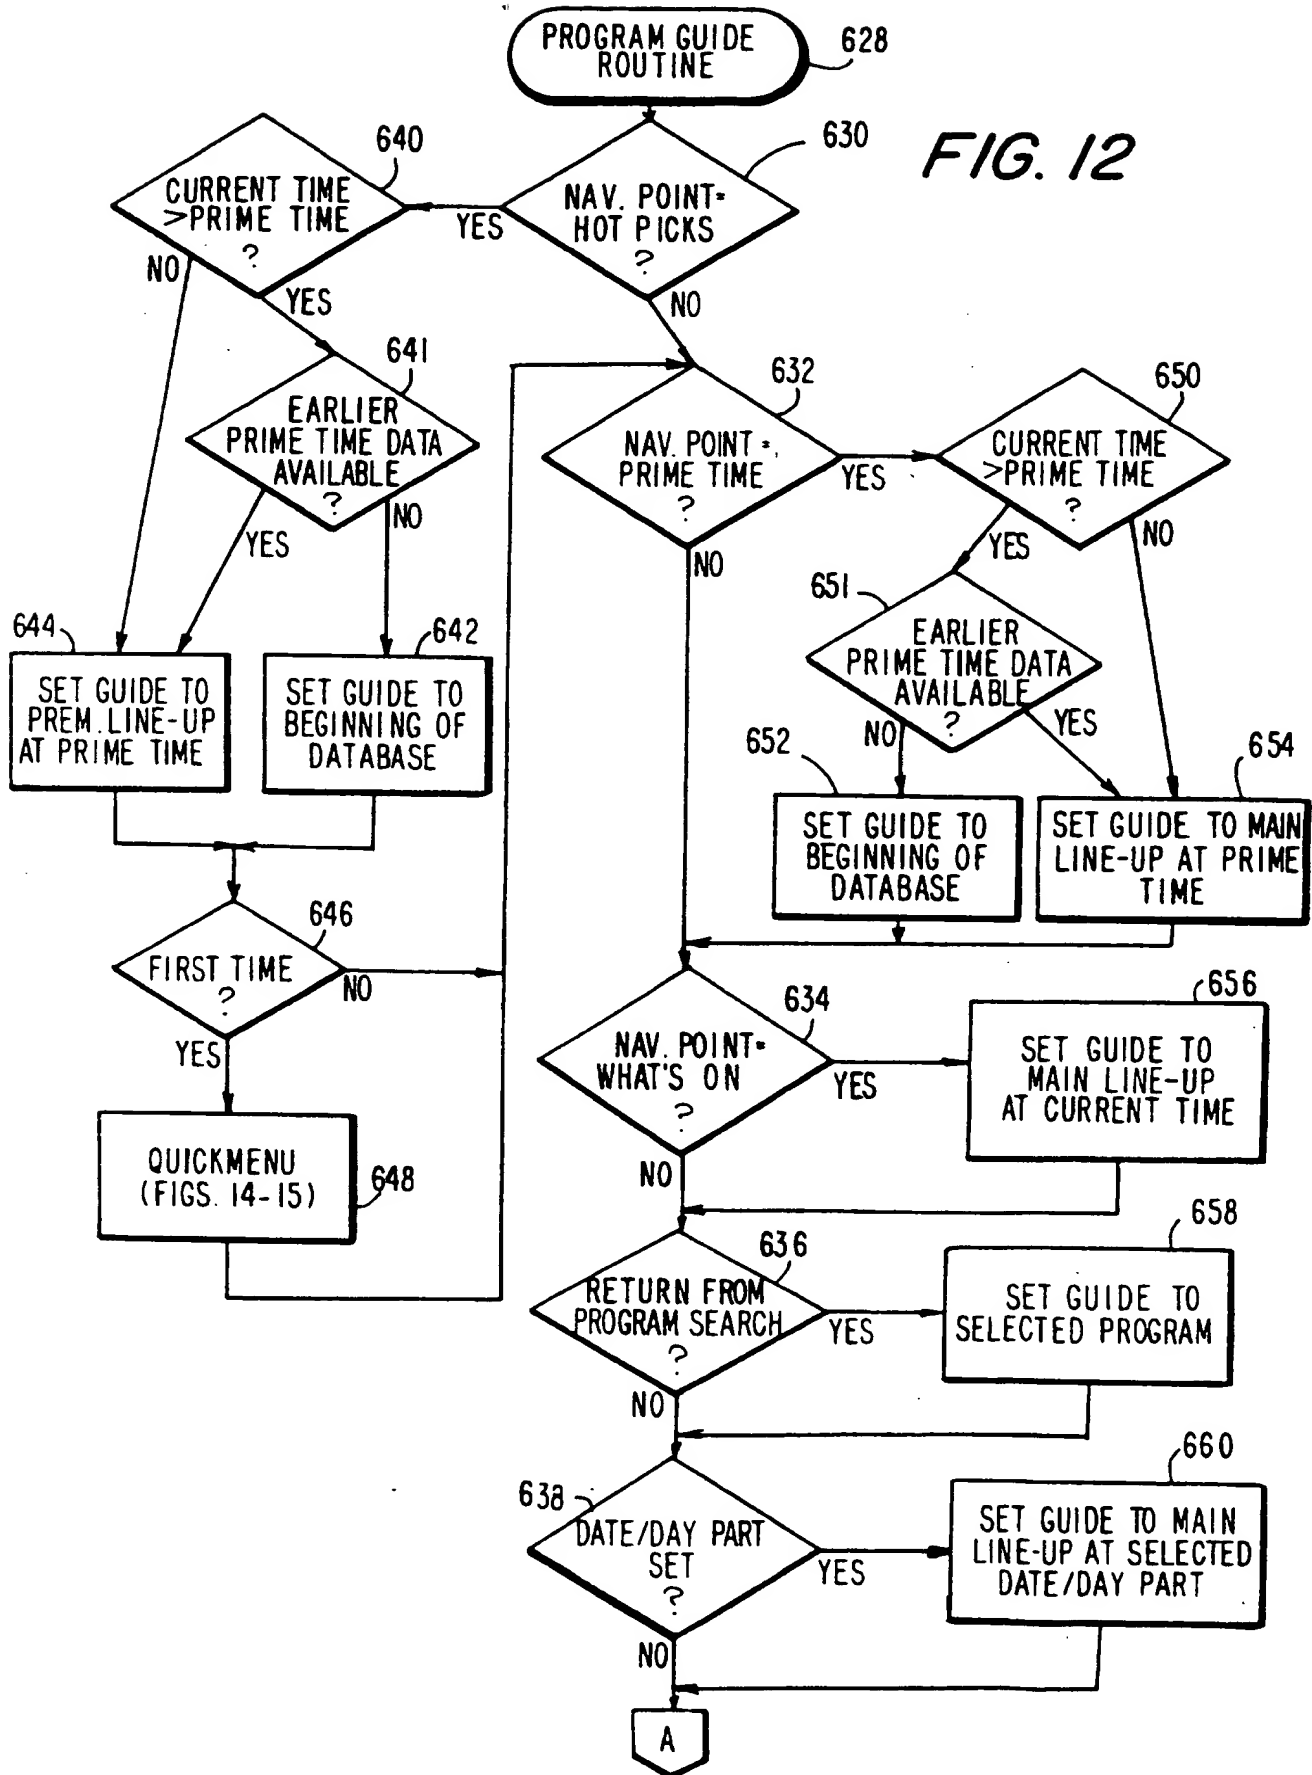 PROGRAM GUIDE
ROUTINE
628
FIG. 12
630
NAV. POINT=
HOT PICKS
?
YES
NO
640
CURRENT TIME
>PRIME TIME
?
NO
YES
641
EARLIER
PRIME TIME DATA
AVAILABLE
?
YES
NO
644
SET GUIDE TO
PREM. LINE-UP
AT PRIME TIME
642
SET GUIDE TO
BEGINNING OF
DATABASE
646
FIRST TIME
?
NO
YES
QUICKMENU
(FIGS. 14-15)
648
632
NAV. POINT=
PRIME TIME
?
YES
NO
650
CURRENT TIME
>PRIME TIME
?
YES
NO
651
EARLIER
PRIME TIME DATA
AVAILABLE
?
NO
YES
652
SET GUIDE TO
BEGINNING OF
DATABASE
654
SET GUIDE TO MAIN
LINE-UP AT PRIME
TIME
634
NAV. POINT=
WHAT'S ON
?
YES
NO
656
SET GUIDE TO
MAIN LINE-UP
AT CURRENT TIME
636
RETURN FROM
PROGRAM SEARCH
?
YES
NO
658
SET GUIDE TO
SELECTED PROGRAM
638
DATE/DAY PART
SET
?
YES
NO
660
SET GUIDE TO MAIN
LINE-UP AT SELECTED
DATE/DAY PART
A